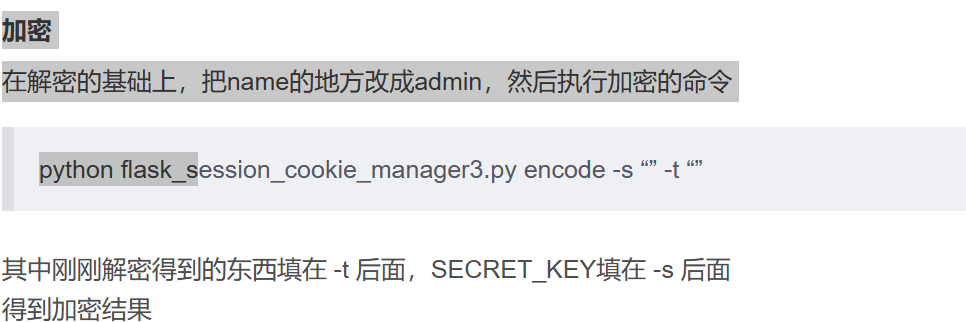 加密
在解密的基础上，把name的地方改成admin，然后执行加密的命令
python flask_session_cookie_manager3.py encode -s “” -t “”
其中刚刚解密得到的东西填在 -t 后面，SECRET_KEY填在 -s 后面
得到加密结果